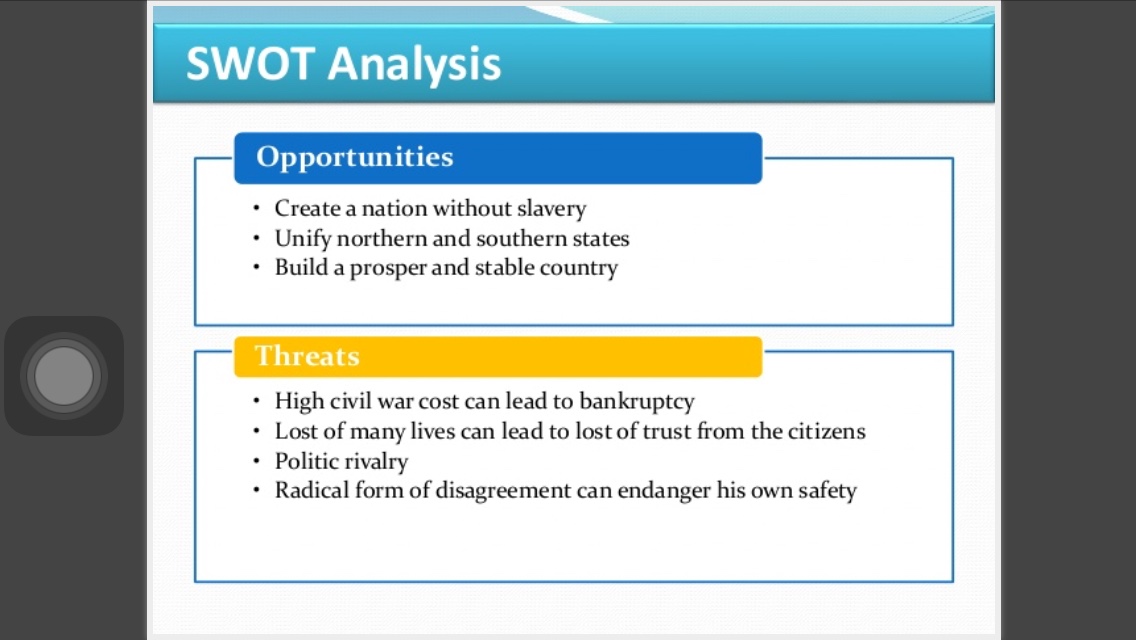 SWOT Analysis
Opportunities
• Create a nation without slavery
• Unify northern and southern states
• Build a prosper and stable country
Threats
• High civil war cost can lead to bankruptcy
• Lost of many lives can lead to lost of trust from the citizens
• Politic rivalry
• Radical form of disagreement can endanger his own safety